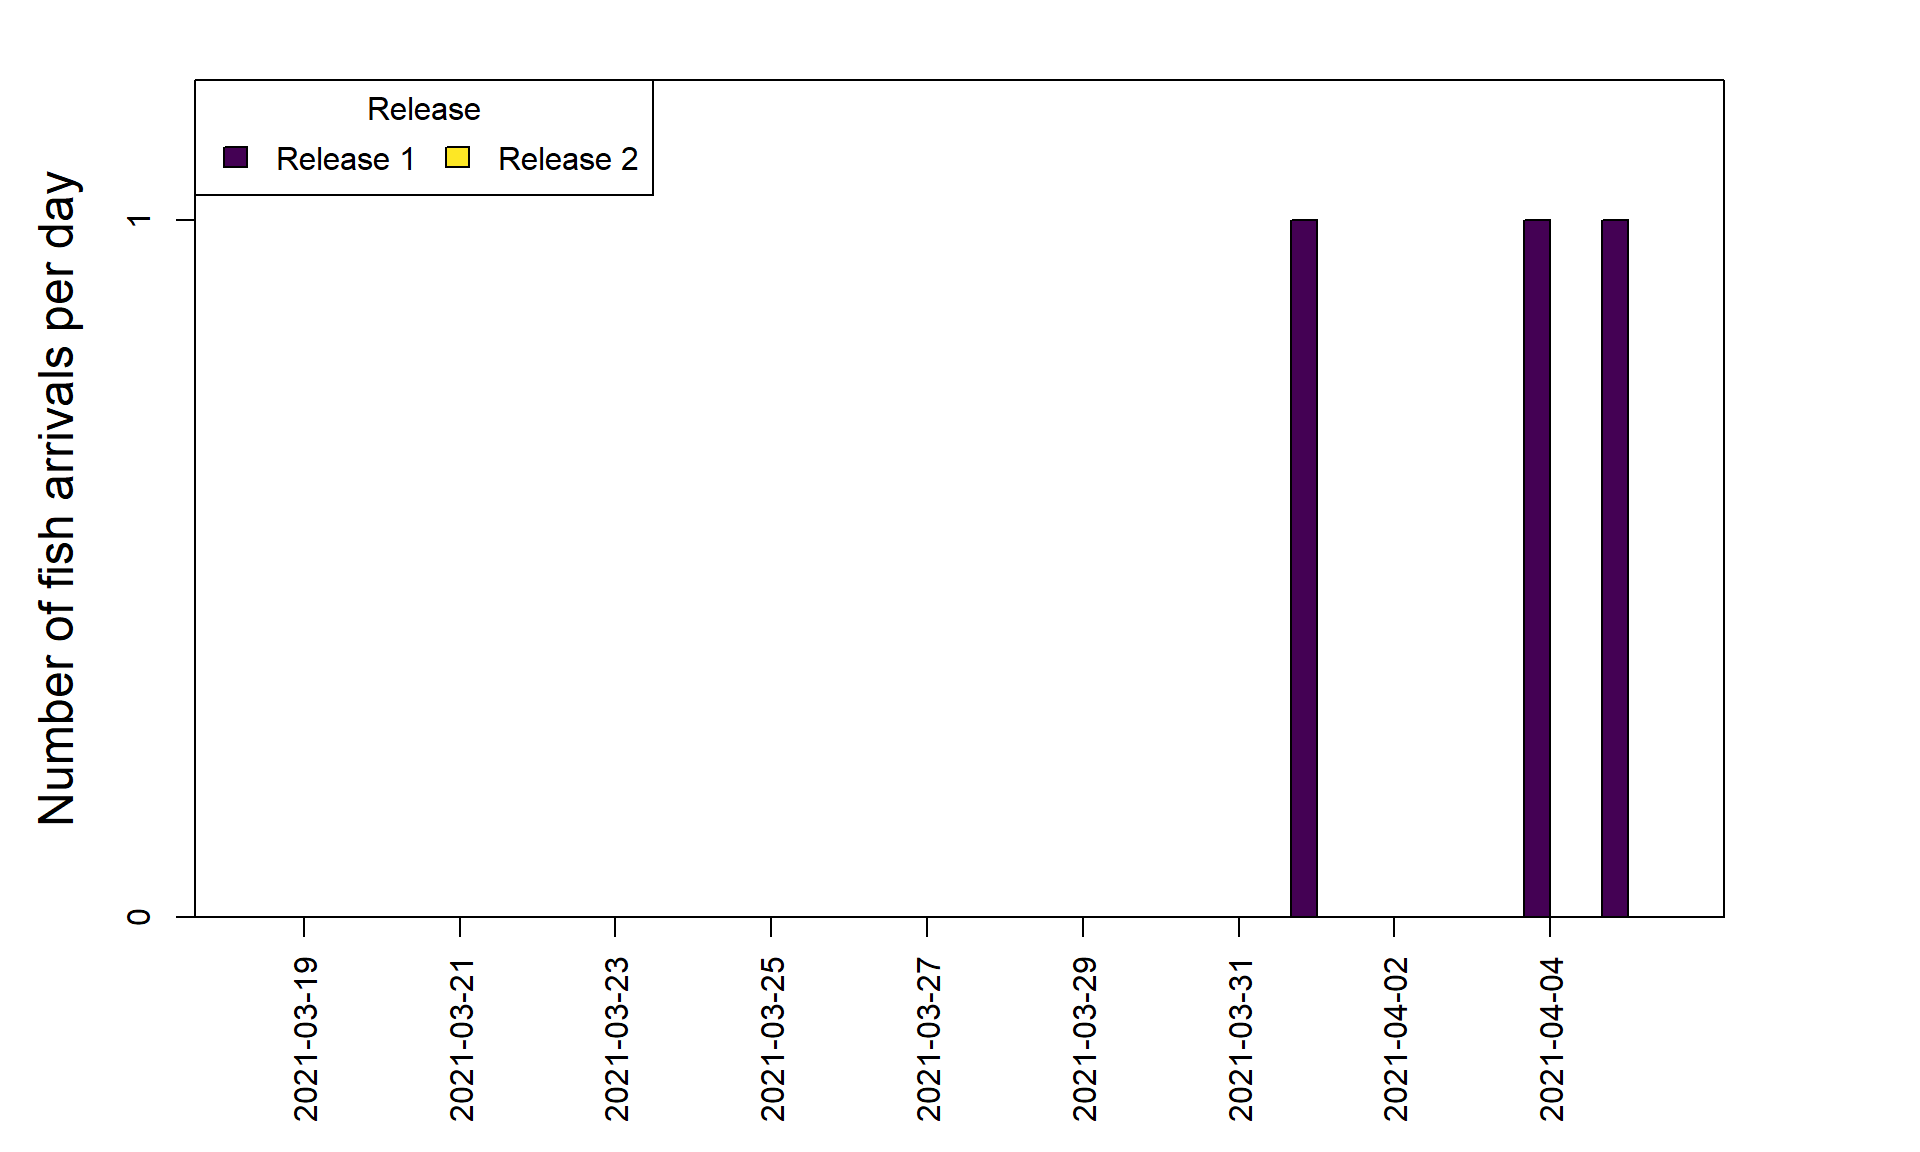 Release
Release 1
Release 2
Number of fish arrivals per day
1
0
2021-03-19
2021-03-21
2021-03-23
2021-03-25
2021-03-27
2021-03-29
2021-03-31
2021-04-02
2021-04-04